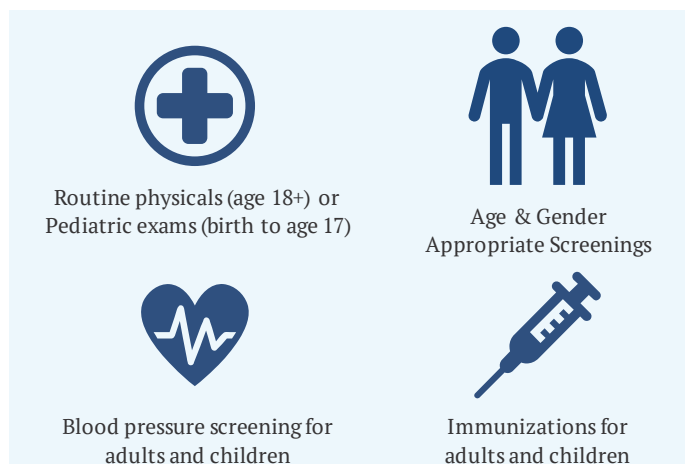 Routine physicals (age 18+) or
Pediatric exams (birth to age 17)
Age & Gender
Appropriate Screenings
Blood pressure screening for
adults and children
Immunizations for
adults and children